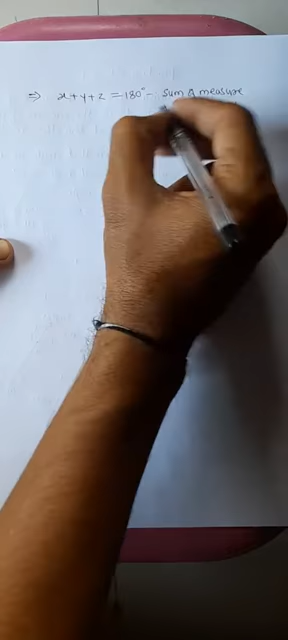 ⇒ x+y+z = 180° - sum of measure